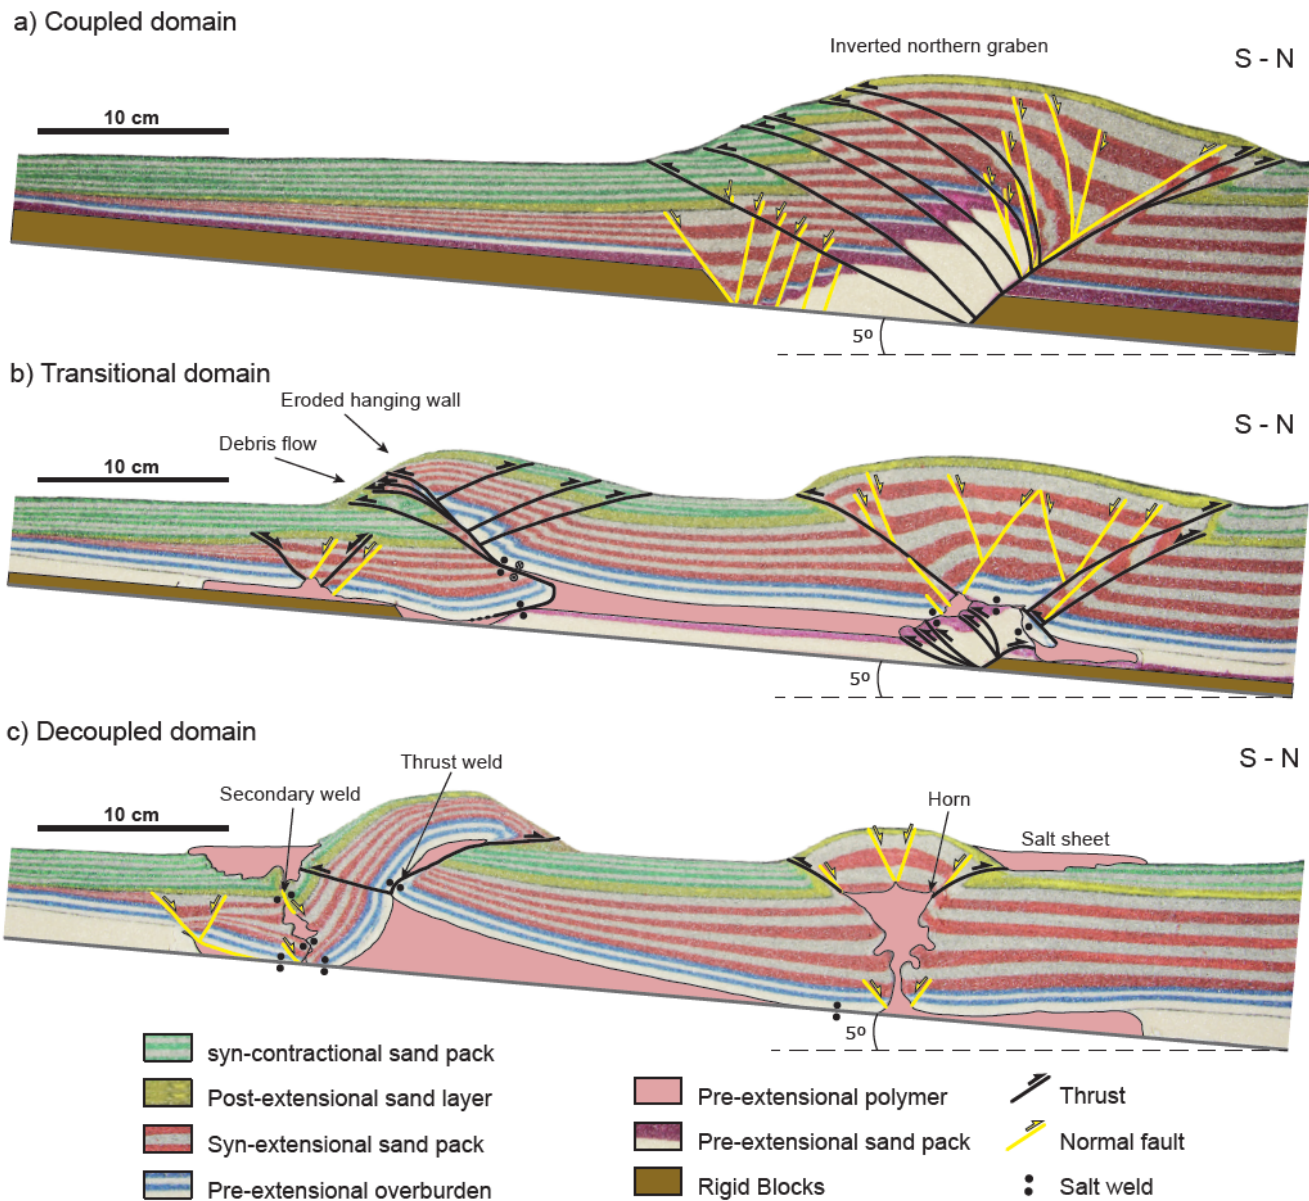 a) Coupled domain
Inverted northern graben
S - N
10 cm
5º
b) Transitional domain
Eroded hanging wall
S - N
Debris flow
10 cm
5º
c) Decoupled domain
Thrust weld
S - N
Secondary weld
Horn
10 cm
Salt sheet
5º
syn-contractional sand pack
Post-extensional sand layer
Syn-extensional sand pack
Pre-extensional overburden
Pre-extensional polymer
Pre-extensional sand pack
Rigid Blocks
Thrust
Normal fault
Salt weld